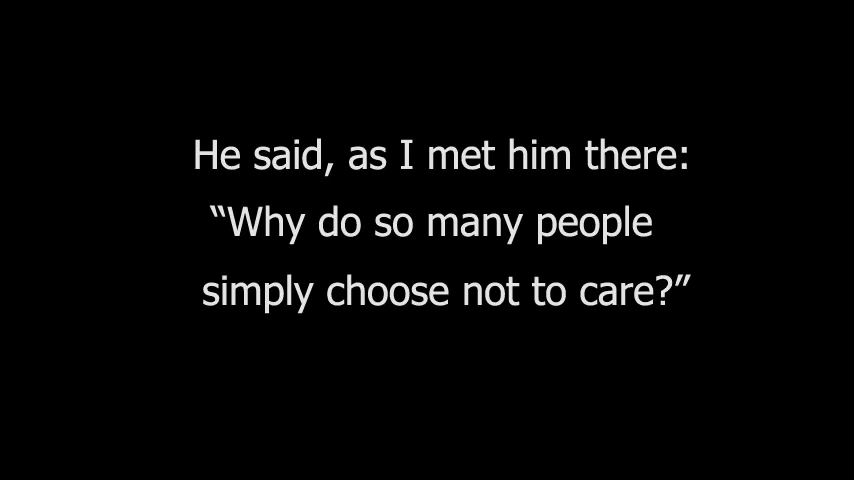 He said, as I met him there:
“Why do so many people
simply choose not to care?”